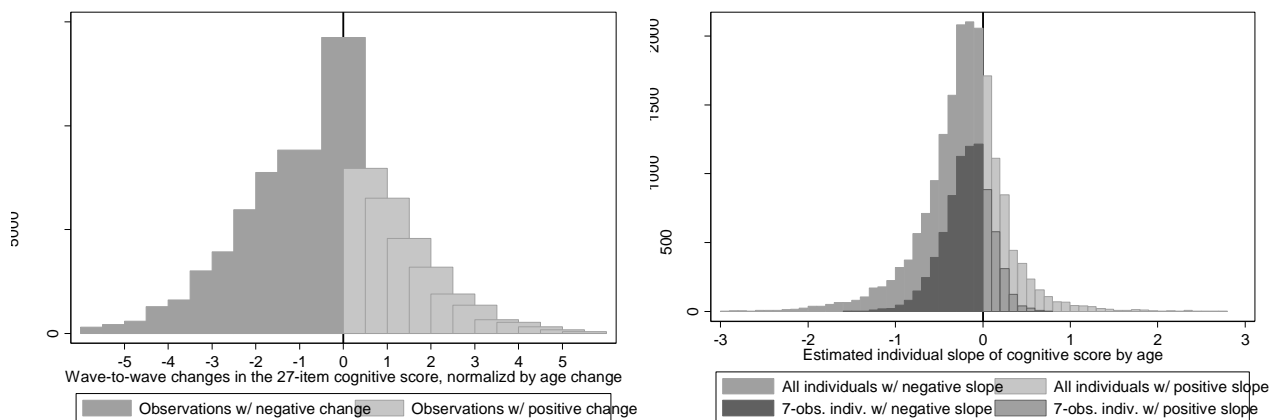 5000
0
-5 -4 -3 -2 -1 0 1 2 3 4 5
Wave-to-wave changes in the 27-item cognitive score, normalizd by age change
Observations w/ negative change Observations w/ positive change
2000
1500
1000
500
0
-3 -2 -1 0 1 2 3
Estimated individual slope of cognitive score by age
All individuals w/ negative slope All individuals w/ positive slope
7-obs. indiv. w/ negative slope 7-obs. indiv. w/ positive slope